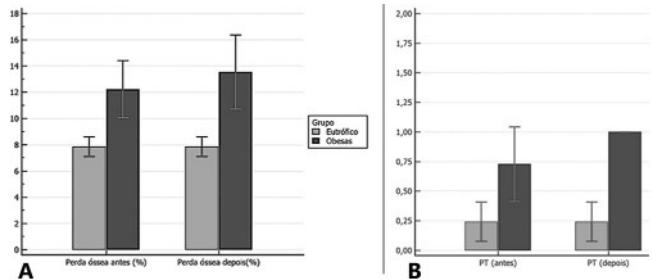 18
16
14
12
10
8
6
4
2
0
Perda óssea antes (%)
Perda óssea depois(%)
A
Grupo
Eutrófico
Obesas
2,00
1,75
1,50
1,25
1,00
0,75
0,50
0,25
0,00
PT (antes)
PT (depois)
B